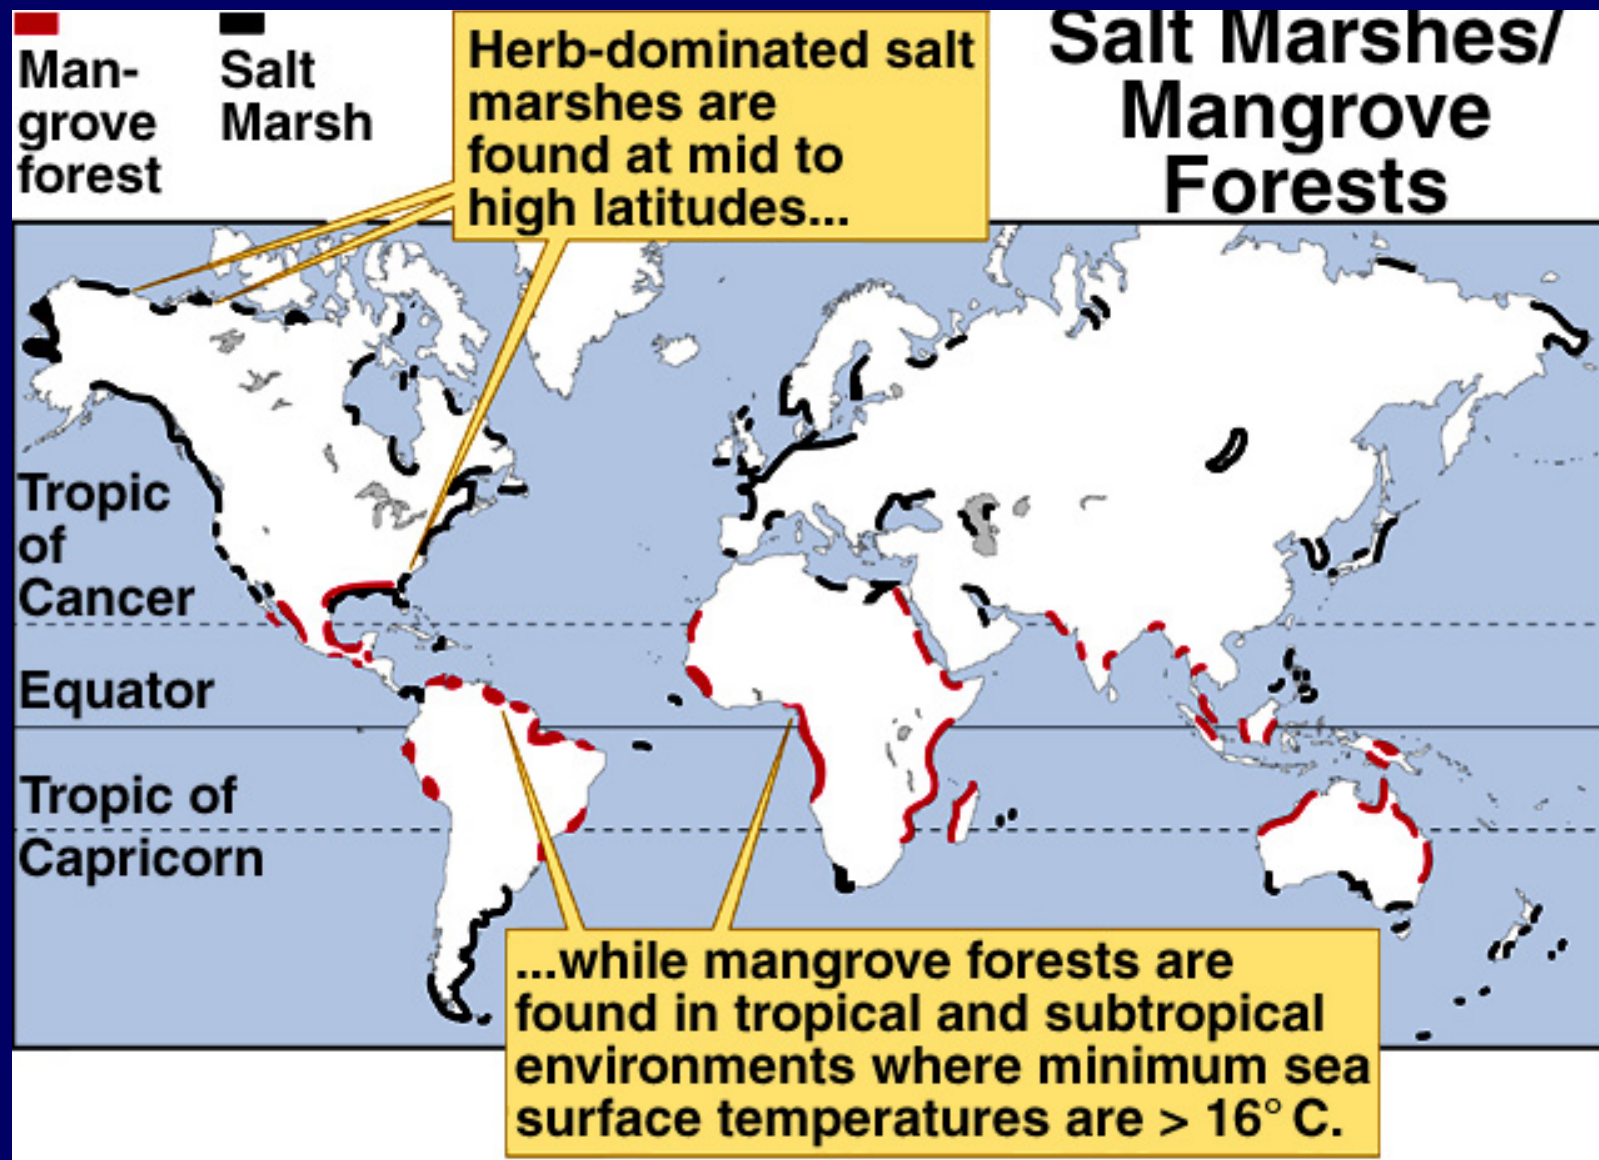 Man-
grove
forest
Salt
Marsh
Herb-dominated salt
marshes are
found at mid to
high latitudes...
Salt Marshes/
Mangrove
Forests
Tropic
of
Cancer
Equator
Tropic of
Capricorn
...while mangrove forests are
found in tropical and subtropical
environments where minimum sea
surface temperatures are > 16° C.